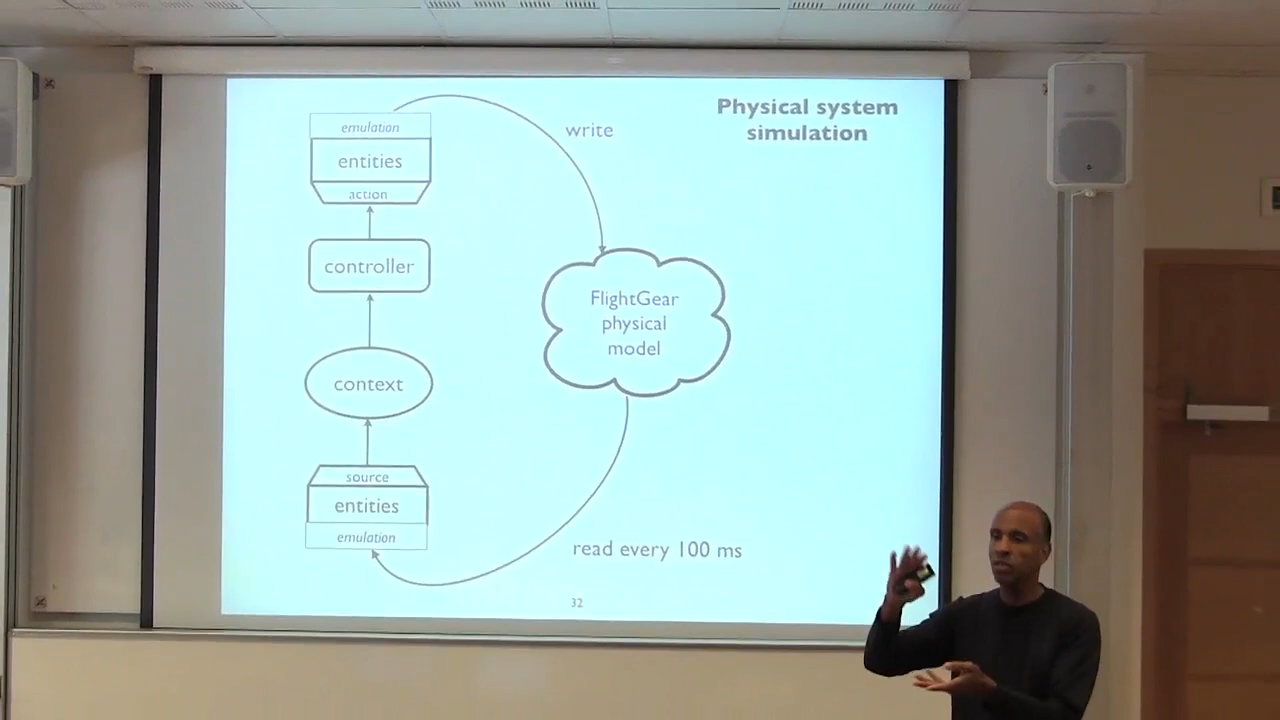 Physical system
simulation
emulation
entities
action
write
controller
FlightGear
physical
model
context
source
entities
emulation
read every 100 ms
32